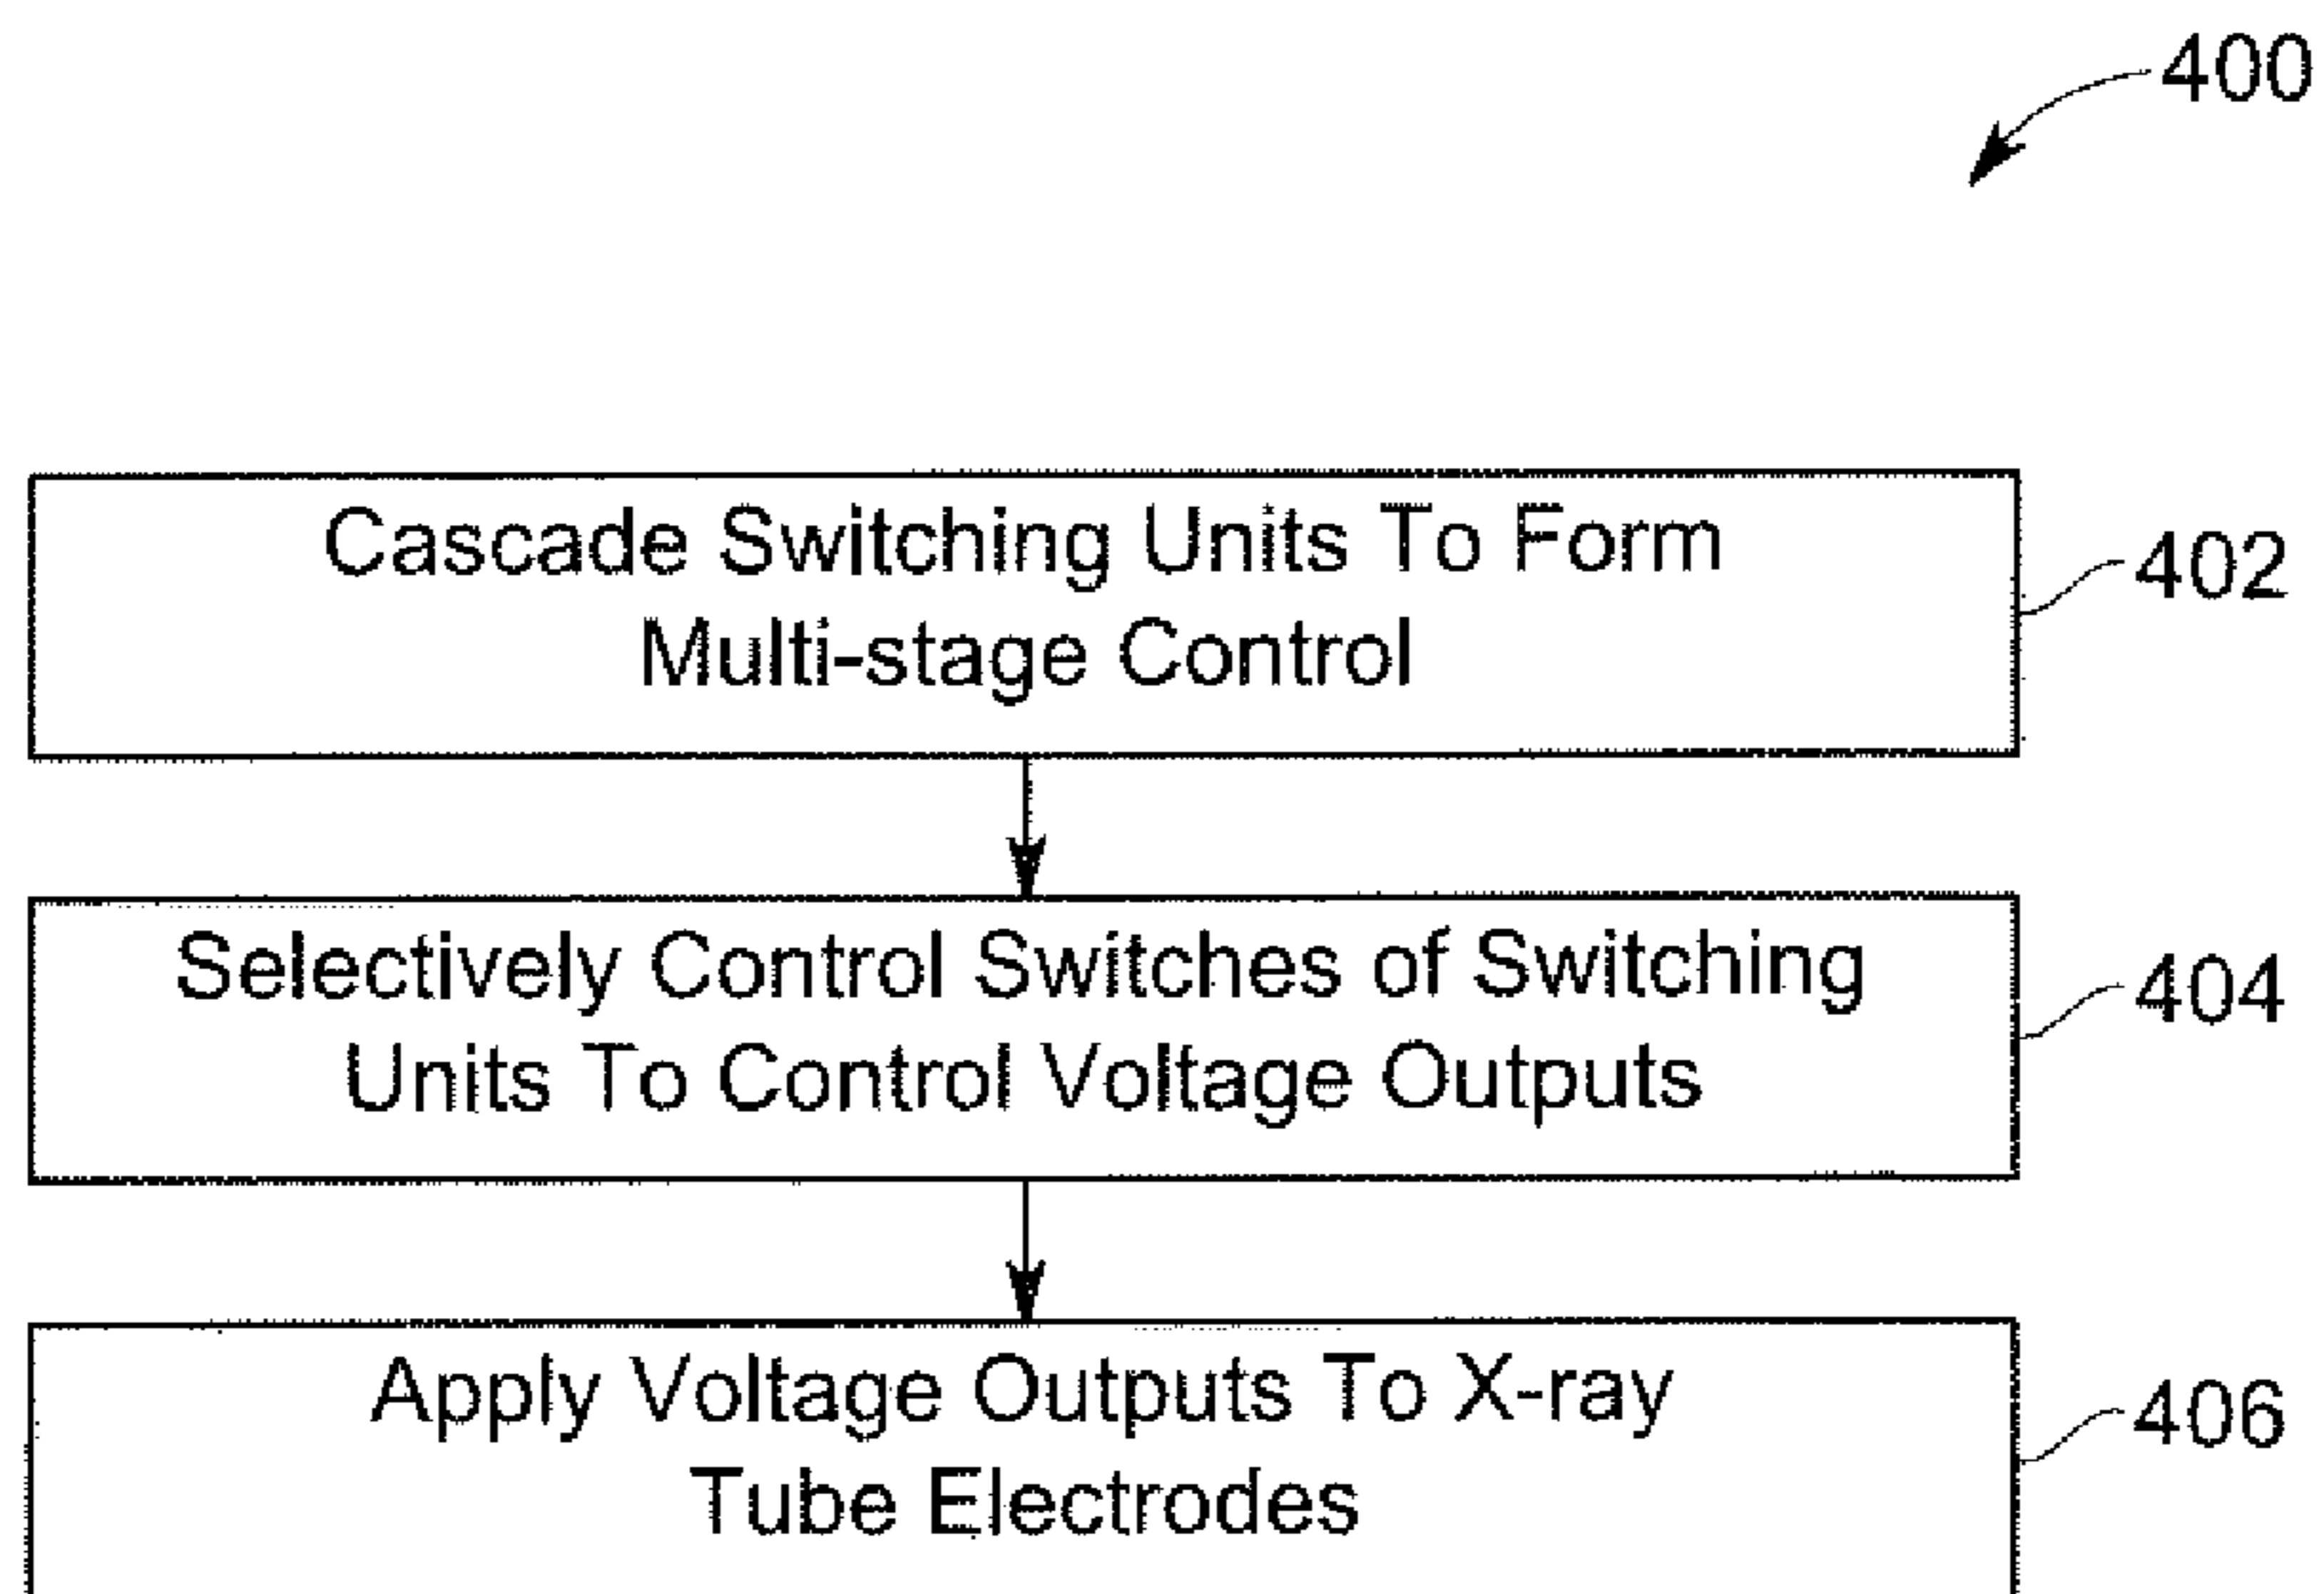 400
Cascade Switching Units To Form
Multi-stage Control
402
Selectively Control Switches of Switching
Units To Control Voltage Outputs
404
Apply Voltage Outputs To X-ray
Tube Electrodes
406